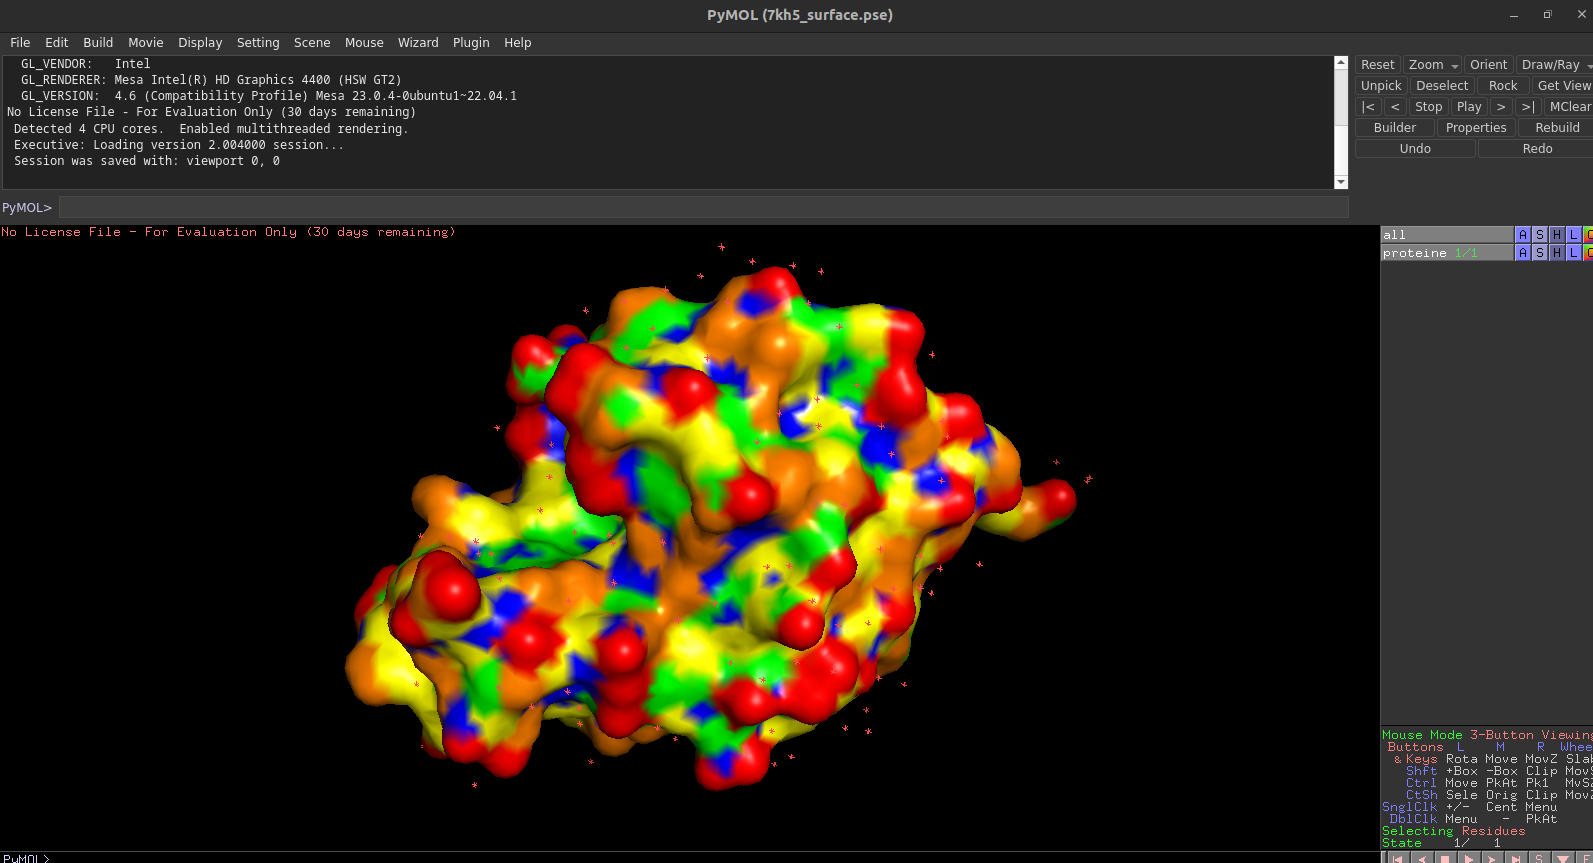 PyMOL (7kh5_surface.pse)
File Edit Build Movie Display Setting Scene Mouse Wizard Plugin Help
GL_VENDOR: Intel
GL_RENDERER: Mesa Intel(R) HD Graphics 4400 (HSW GT2)
GL_VERSION: 4.6 (Compatibility Profile) Mesa 23.0.4-0ubuntu1~22.04.1
No License File - For Evaluation Only (30 days remaining)
Detected 4 CPU cores. Enabled multithreaded rendering.
Executive: Loading version 2.004000 session...
Session was saved with: viewport 0, 0
Reset Zoom Orient Draw/Ray
Unpick Deselect Rock Get View
|< < Stop Play > >| MClear
Builder Properties Rebuild
Undo Redo
PyMOL>
No License File - For Evaluation Only (30 days remaining)
all A S H L C
proteine 1/1 A S H L C
Mouse Mode 3-Button Viewing
Buttons L M R Whee
& Keys Rota Move MovZ Slab
Shft +Box -Box Clip MovS
Ctrl Move PkAt Pk1 MvSZ
CtSh Sele Orig Clip MovZ
SnglClk +/- Cent Menu
DblClk Menu - PkAt
Selecting Residues
State 1/ 1
PyMOL>
S F